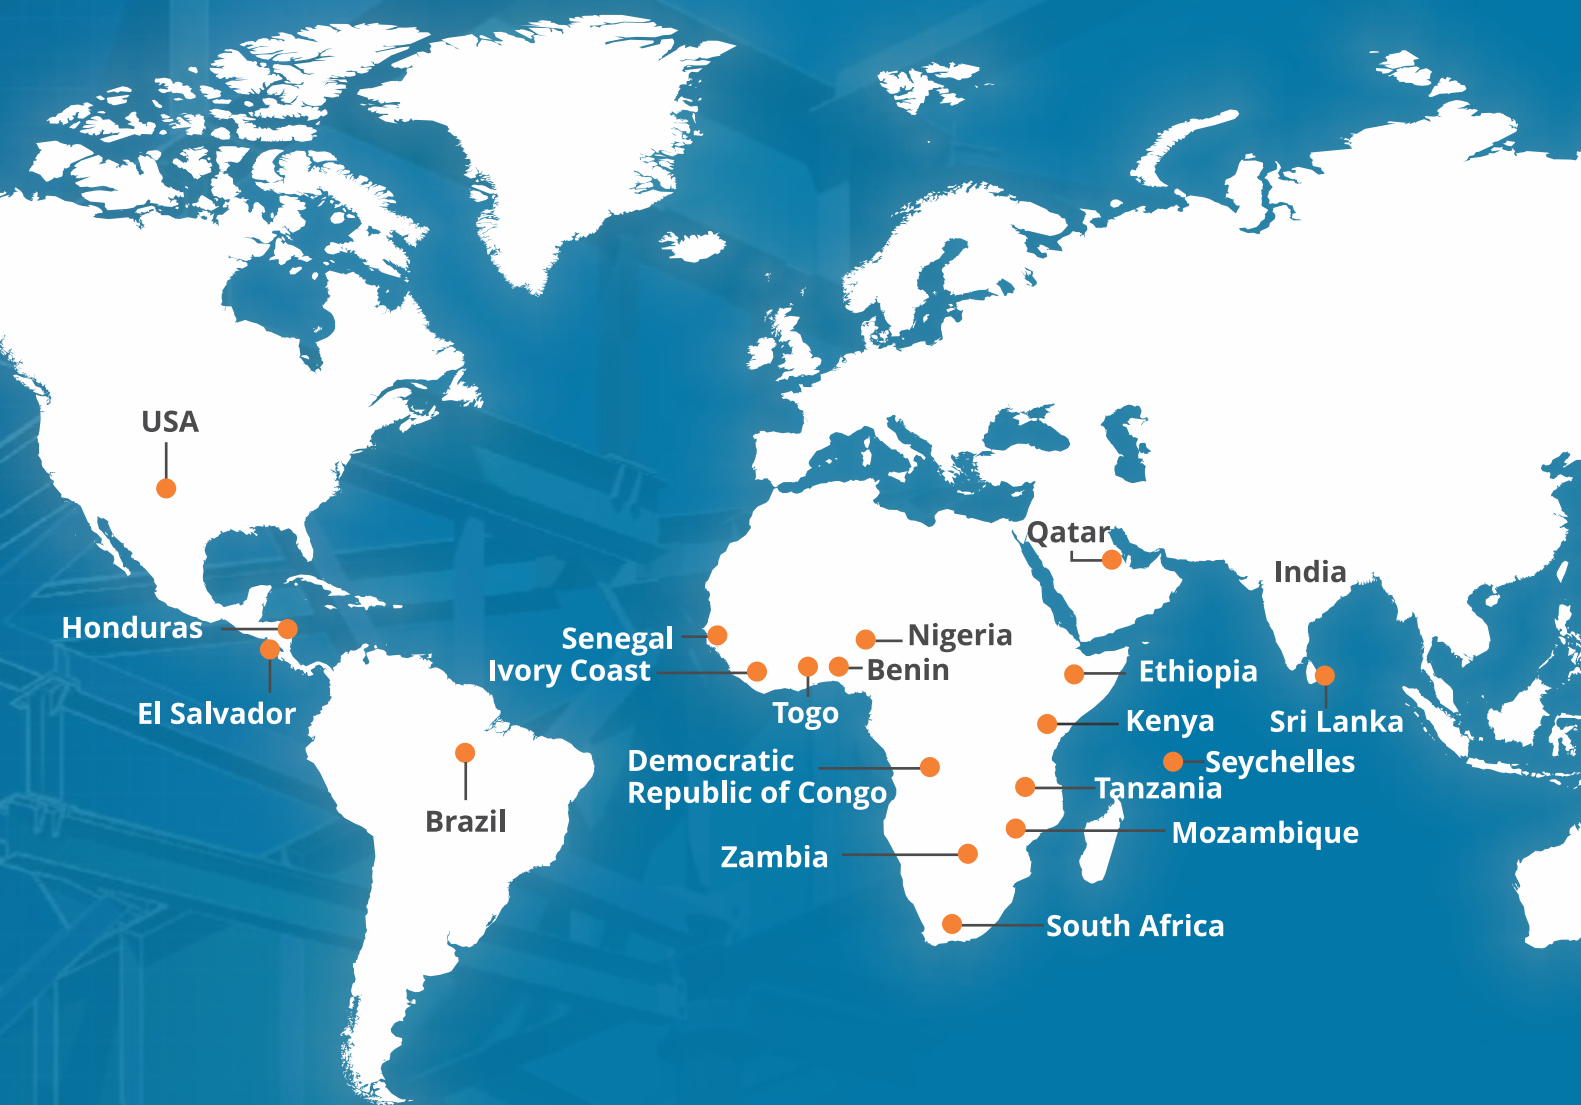 USA
Qatar
India
Honduras
Senegal
Nigeria
Ivory Coast
Benin
Ethiopia
El Salvador
Togo
Kenya
Sri Lanka
Democratic
Republic of Congo
Seychelles
Tanzania
Brazil
Mozambique
Zambia
South Africa